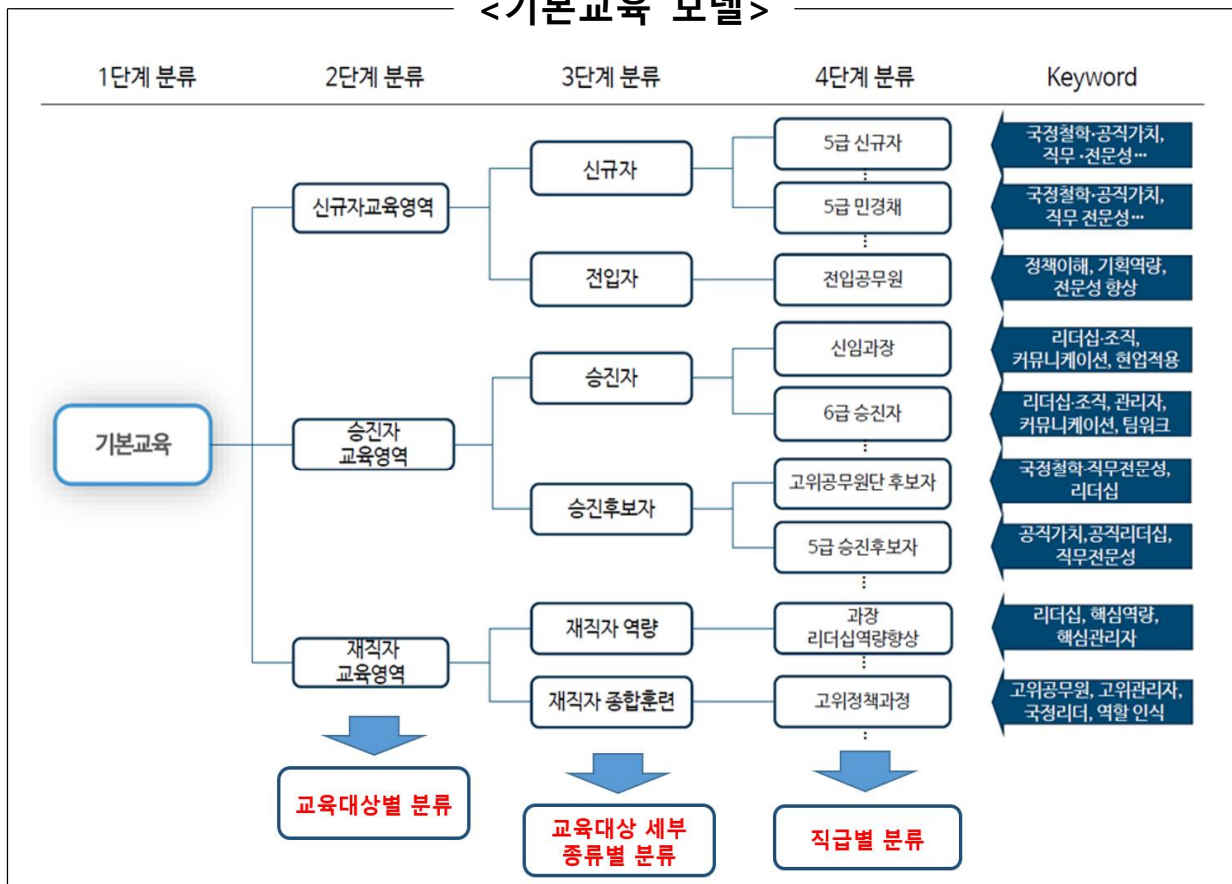 <기본교육 모델>
1단계 분류 2단계 분류 3단계 분류 4단계 분류 Keyword
기본교육
신규자교육영역
신규자
5급 신규자
국정철학·공직가치,
직무·전문성…
5급 민경채
국정철학·공직가치,
직무 전문성…
전입자
전입공무원
정책이해, 기획역량,
전문성 향상
승진자
교육영역
승진자
신임과장
리더십·조직,
커뮤니케이션, 현업적용
6급 승진자
리더십·조직, 관리자,
커뮤니케이션, 팀워크
승진후보자
고위공무원단 후보자
국정철학·직무전문성,
리더십
5급 승진후보자
공직가치,공직리더십,
직무전문성
재직자
교육영역
재직자 역량
과장
리더십역량향상
리더십, 핵심역량,
핵심관리자
재직자 종합훈련
고위정책과정
고위공무원, 고위관리자,
국정리더, 역할 인식
교육대상별 분류
교육대상 세부
종류별 분류
직급별 분류